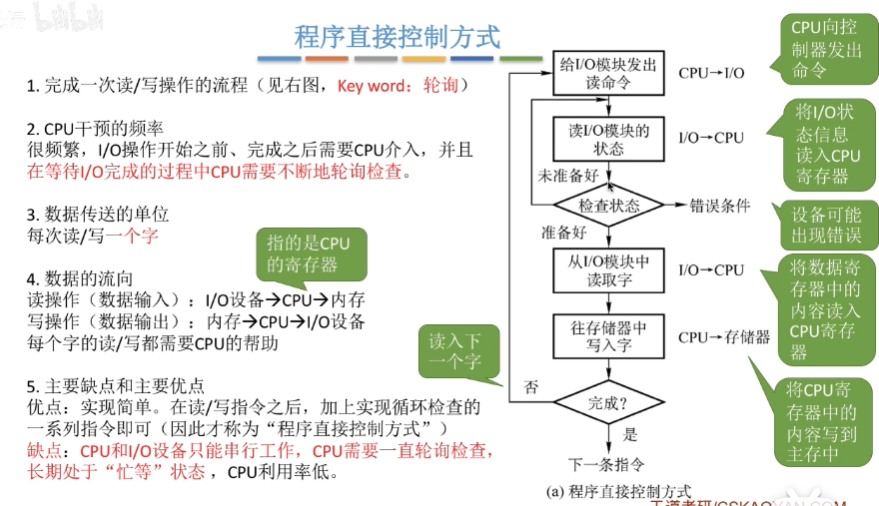 bilibili
程序直接控制方式
1. 完成一次读/写操作的流程（见右图，Key word：轮询）
2. CPU干预的频率
很频繁，I/O操作开始之前、完成之后需要CPU介入，并且
在等待I/O完成的过程中CPU需要不断地轮询检查。
3. 数据传送的单位
每次读/写一个字
指的是CPU
的寄存器
4. 数据的流向
读操作（数据输入）：I/O设备→CPU→内存
写操作（数据输出）：内存→CPU→I/O设备
每个字的读/写都需要CPU的帮助
5. 主要缺点和主要优点
优点：实现简单。在读/写指令之后，加上实现循环检查的
一系列指令即可（因此才称为“程序直接控制方式”）
缺点：CPU和I/O设备只能串行工作，CPU需要一直轮询检查，
长期处于“忙等”状态，CPU利用率低。
给I/O模块发出
读命令
CPU→I/O
CPU向控
制器发出
命令
读I/O模块的
状态
I/O→CPU
将I/O状
态信息
读入CPU
寄存器
未准备好
检查状态
错误条件
设备可能
出现错误
准备好
从I/O模块中
读取字
I/O→CPU
将数据寄
存器中的
内容读入
CPU寄存
器
往存储器中
写入字
CPU→存储器
读入下
一个字
将CPU寄
存器中的
内容写到
主存中
否
完成？
是
下一条指令
(a) 程序直接控制方式